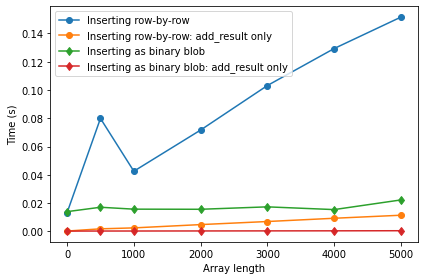 Inserting row-by-row
Inserting row-by-row: add_result only
Inserting as binary blob
Inserting as binary blob: add_result only
Time (s)
0.14
0.12
0.10
0.08
0.06
0.04
0.02
0.00
0
1000
2000
3000
4000
5000
Array length